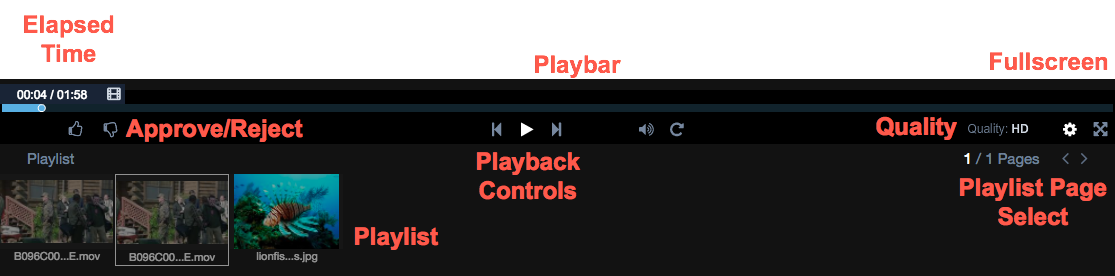 Elapsed
Time
Playbar
Fullscreen
00:04 / 01:58
Approve/Reject
Quality
Quality: HD
Playback
Controls
Playlist
1 / 1 Pages
Playlist Page
Select
Playlist
B096C00...E.mov
B096C00...E.mov
lionfis...s.jpg